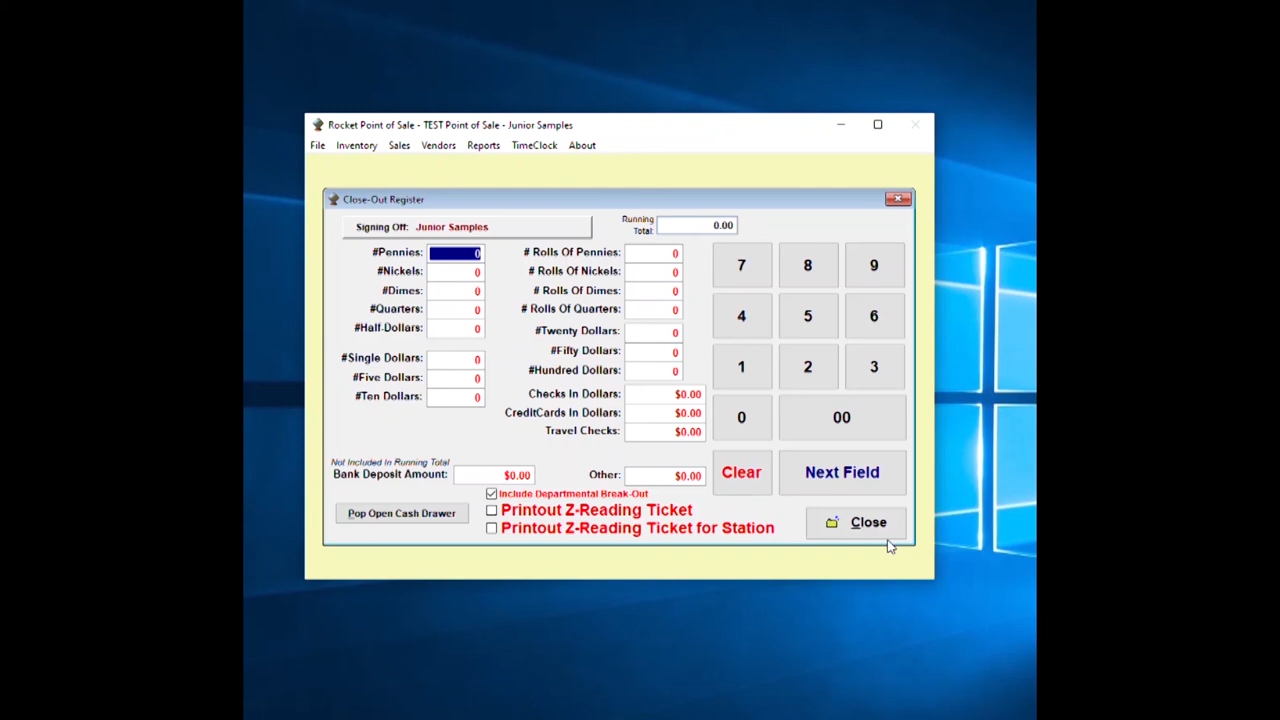 Rocket Point of Sale - TEST Point of Sale - Junior Samples
File Inventory Sales Vendors Reports TimeClock About
Close-Out Register
Signing Off: Junior Samples
Running Total: 0.00
#Pennies: 0
#Nickels: 0
#Dimes: 0
#Quarters: 0
#Half-Dollars: 0
#Single Dollars: 0
#Five Dollars: 0
#Ten Dollars: 0
# Rolls Of Pennies: 0
# Rolls Of Nickels: 0
# Rolls Of Dimes: 0
# Rolls Of Quarters: 0
#Twenty Dollars: 0
#Fifty Dollars: 0
#Hundred Dollars: 0
Checks In Dollars: $0.00
CreditCards In Dollars: $0.00
Travel Checks: $0.00
7 8 9
4 5 6
1 2 3
0 00
Clear Next Field
Not Included In Running Total
Bank Deposit Amount: $0.00
Other: $0.00
Include Departmental Break-Out
Pop Open Cash Drawer
Printout Z-Reading Ticket
Printout Z-Reading Ticket for Station
Close